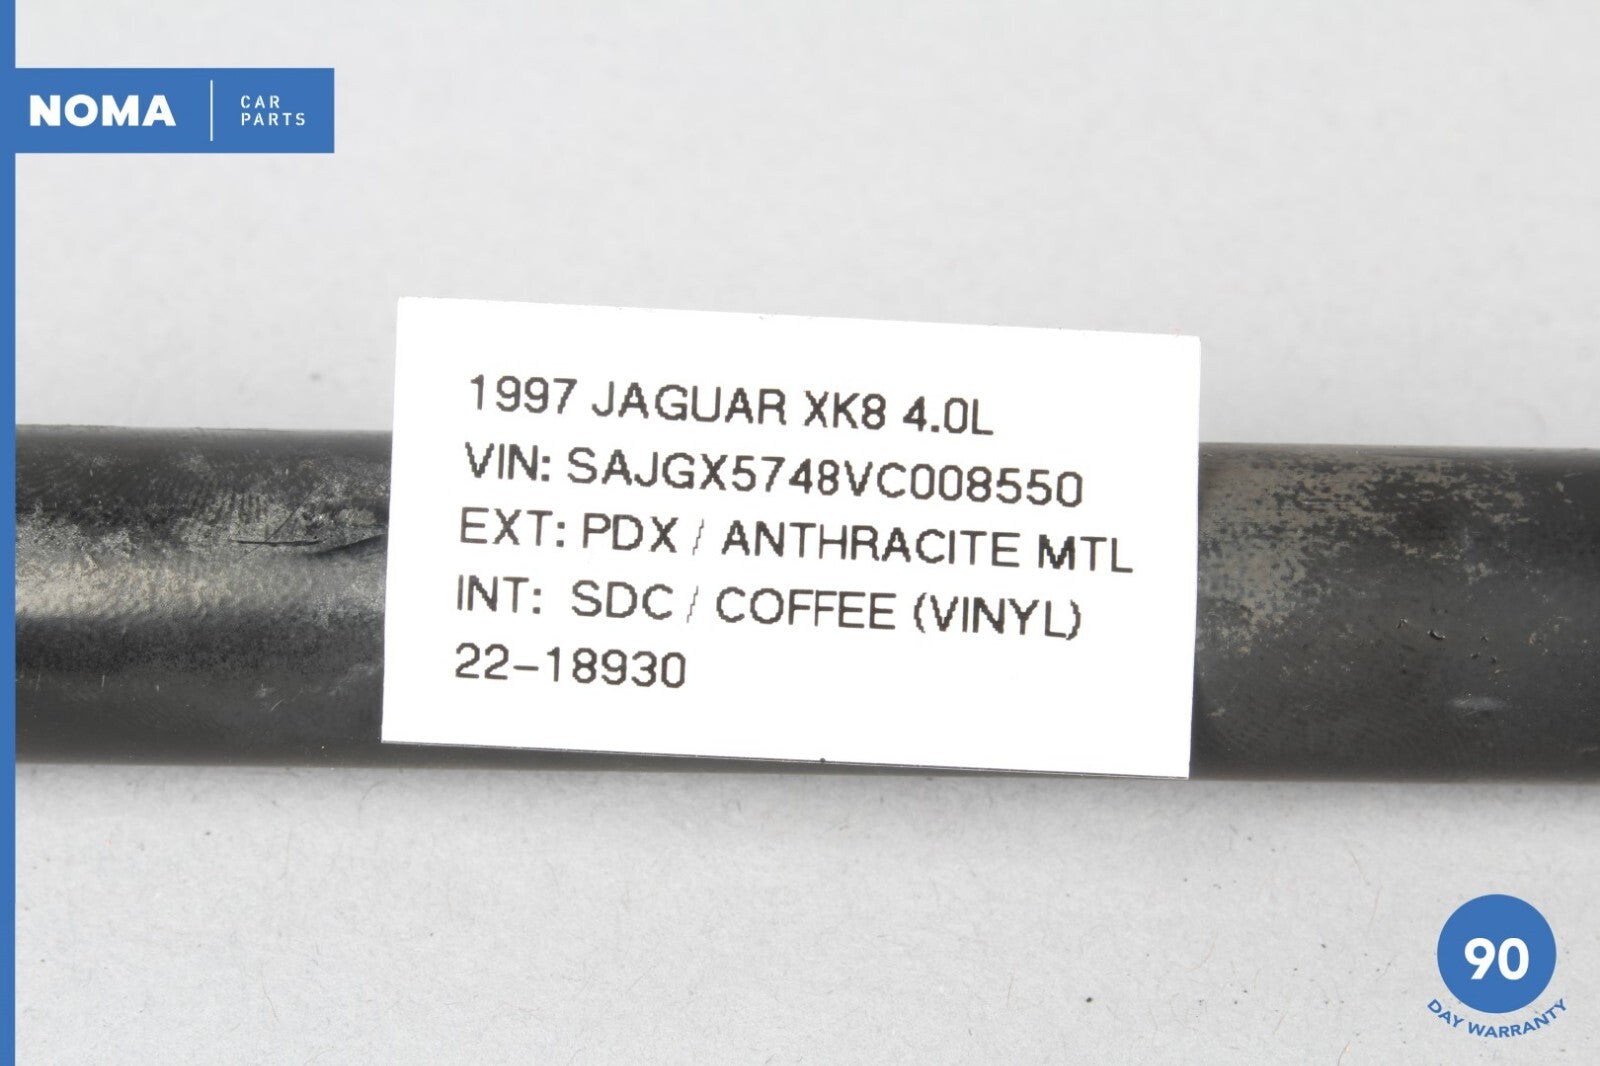 NOMA
CAR
PARTS
1997 JAGUAR XK8 4.0L
VIN: SAJGX5748VC008550
EXT: PDX / ANTHRACITE MTL
INT: SDC / COFFEE (VINYL)
22-18930
90
DAY WARRANTY